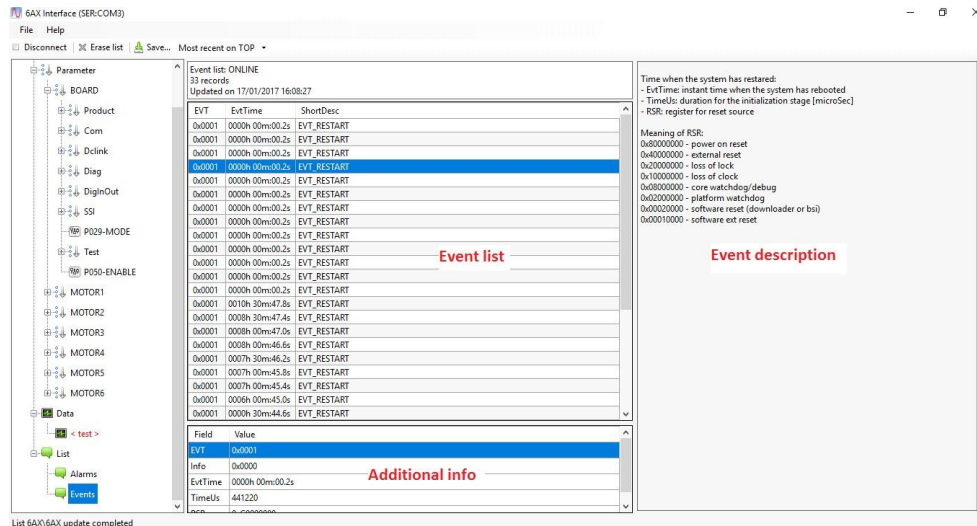 6AX Interface (SER:COM3)
File Help
Disconnect Erase list Save... Most recent on TOP
Parameter
BOARD
Product
Com
Dclink
Diag
DigInOut
SSI
P029-MODE
Test
P050-ENABLE
MOTOR1
MOTOR2
MOTOR3
MOTOR4
MOTOR5
MOTOR6
Data
< test >
List
Alarms
Events
Event list: ONLINE
33 records
Updated on 17/01/2017 16:08:27
EVT EvtTime ShortDesc
0x0001 0000h 00m:00.2s EVT_RESTART
0x0001 0000h 00m:00.2s EVT_RESTART
0x0001 0000h 00m:00.2s EVT_RESTART
0x0001 0000h 00m:00.2s EVT_RESTART
0x0001 0000h 00m:00.2s EVT_RESTART
0x0001 0000h 00m:00.2s EVT_RESTART
0x0001 0000h 00m:00.2s EVT_RESTART
0x0001 0000h 00m:00.2s EVT_RESTART
0x0001 0000h 00m:00.2s EVT_RESTART
0x0001 0000h 00m:00.2s EVT_RESTART
0x0001 0000h 00m:00.2s EVT_RESTART
0x0001 0000h 00m:00.2s EVT_RESTART
0x0001 0000h 00m:00.2s EVT_RESTART
0x0001 0010h 30m:47.8s EVT_RESTART
0x0001 0008h 30m:47.4s EVT_RESTART
0x0001 0008h 00m:47.0s EVT_RESTART
0x0001 0008h 00m:46.6s EVT_RESTART
0x0001 0007h 30m:46.2s EVT_RESTART
0x0001 0007h 00m:45.8s EVT_RESTART
0x0001 0007h 00m:45.4s EVT_RESTART
0x0001 0006h 00m:45.0s EVT_RESTART
0x0001 0000h 30m:44.6s EVT_RESTART
Event list
Field Value
EVT 0x0001
Info 0x0000
EvtTime 0000h 00m:00.2s
TimeUs 441220
Additional info
Time when the system has restared:
- EvtTime: instant time when the system has rebooted
- TimeUs: duration for the initialization stage [microSec]
- RSR: register for reset source
Meaning of RSR:
0x80000000 - power on reset
0x40000000 - external reset
0x20000000 - loss of lock
0x10000000 - loss of clock
0x08000000 - core watchdog/debug
0x02000000 - platform watchdog
0x00020000 - software reset (downloader or bsi)
0x00010000 - software ext reset
Event description
List 6AX\6AX update completed